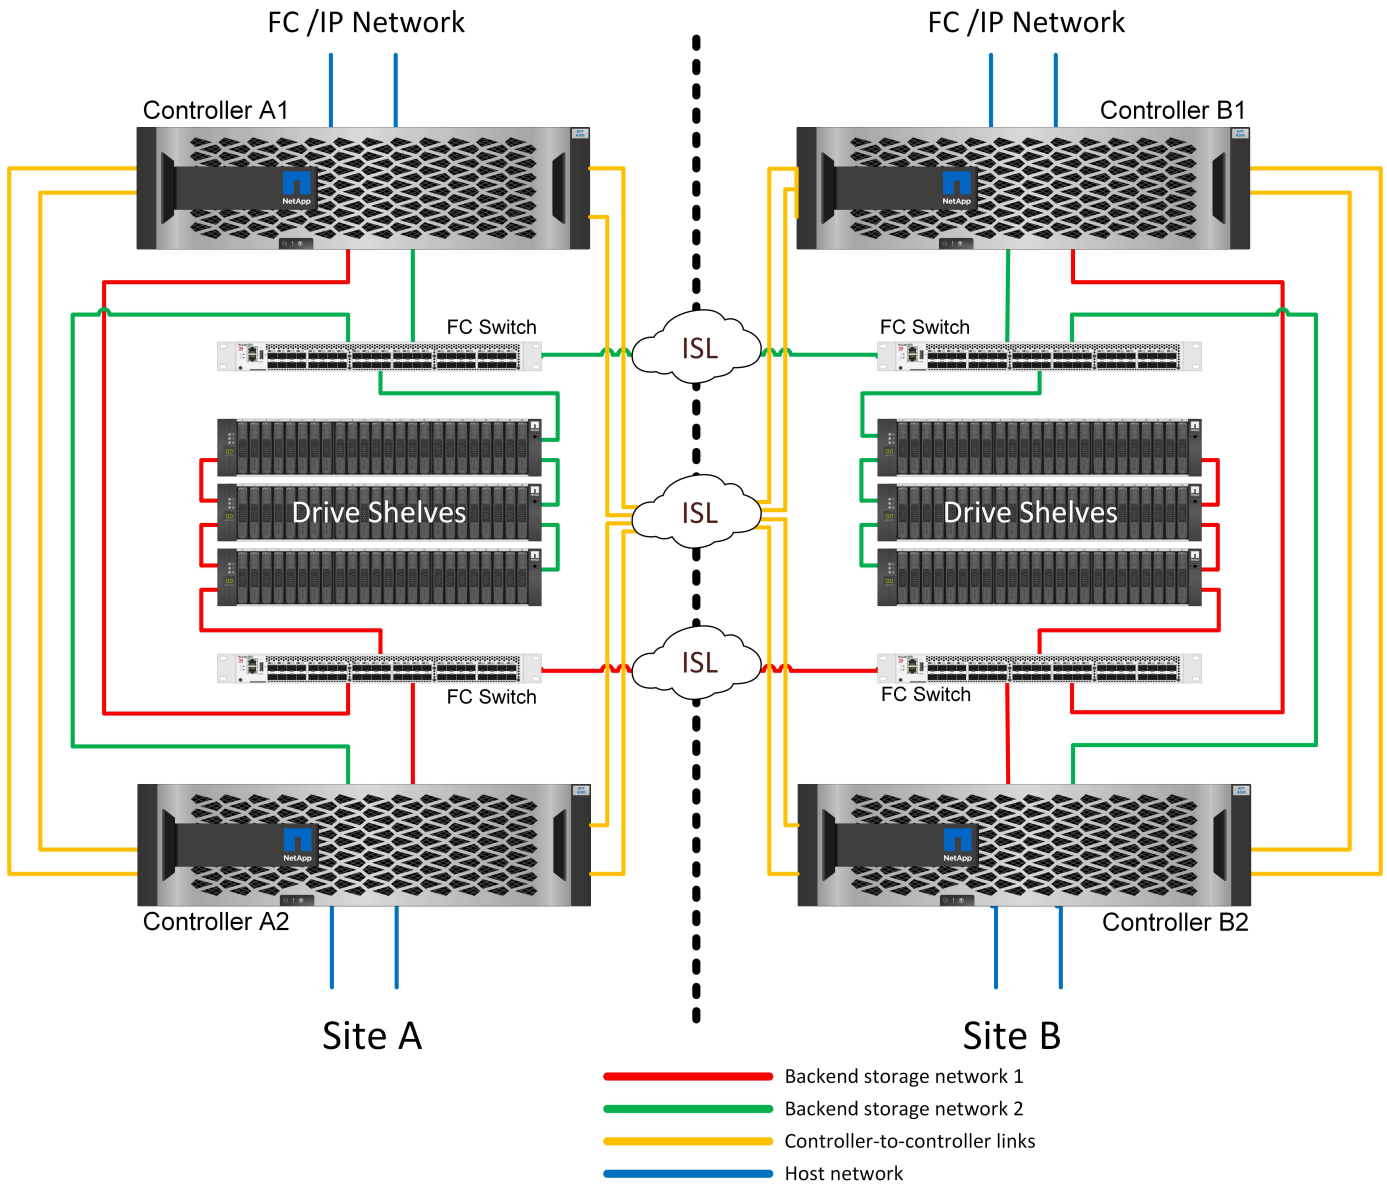 FC /IP Network
FC /IP Network
Controller A1
Controller B1
NetApp
NetApp
FC Switch
ISL
FC Switch
Drive Shelves
ISL
Drive Shelves
ISL
FC Switch
FC Switch
NetApp
NetApp
Controller A2
Controller B2
Site A
Site B
Backend storage network 1
Backend storage network 2
Controller-to-controller links
Host network